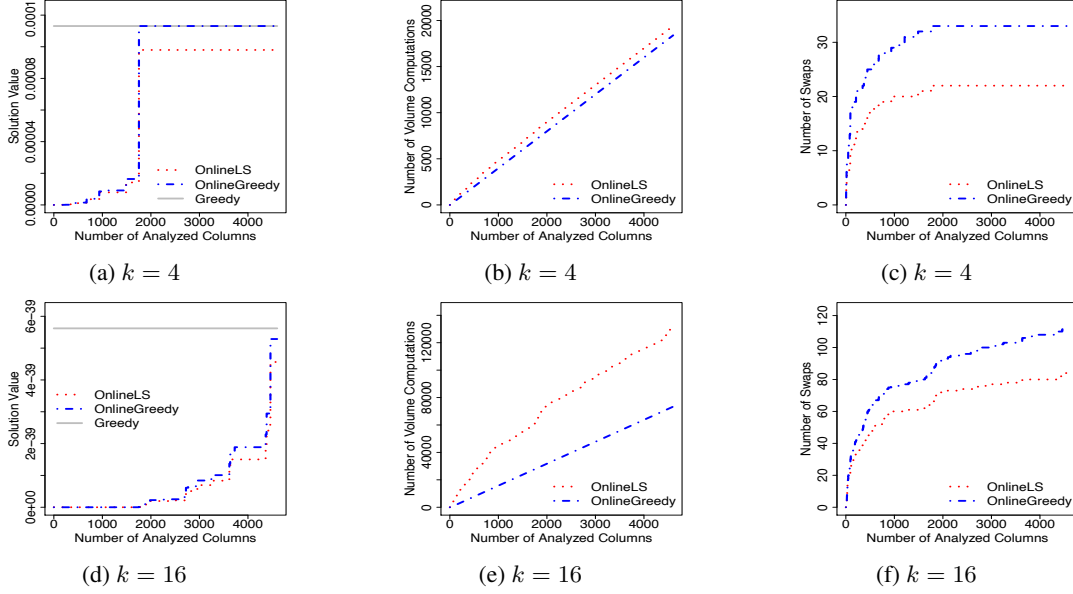 Solution Value
0.0001
0.00008
0.00004
0.00000
OnlineLS
OnlineGreedy
Greedy
0 1000 2000 3000 4000
Number of Analyzed Columns
(a) k = 4
Number of Volume Computations
20000
15000
10000
5000
0
OnlineLS
OnlineGreedy
0 1000 2000 3000 4000
Number of Analyzed Columns
(b) k = 4
Number of Swaps
30
20
10
0
OnlineLS
OnlineGreedy
0 1000 2000 3000 4000
Number of Analyzed Columns
(c) k = 4
Solution Value
6e-39
4e-39
2e-39
0e+00
OnlineLS
OnlineGreedy
Greedy
0 1000 2000 3000 4000
Number of Analyzed Columns
(d) k = 16
Number of Volume Computations
120000
80000
40000
0
OnlineLS
OnlineGreedy
0 1000 2000 3000 4000
Number of Analyzed Columns
(e) k = 16
Number of Swaps
120
100
80
60
40
20
0
OnlineLS
OnlineGreedy
0 1000 2000 3000 4000
Number of Analyzed Columns
(f) k = 16